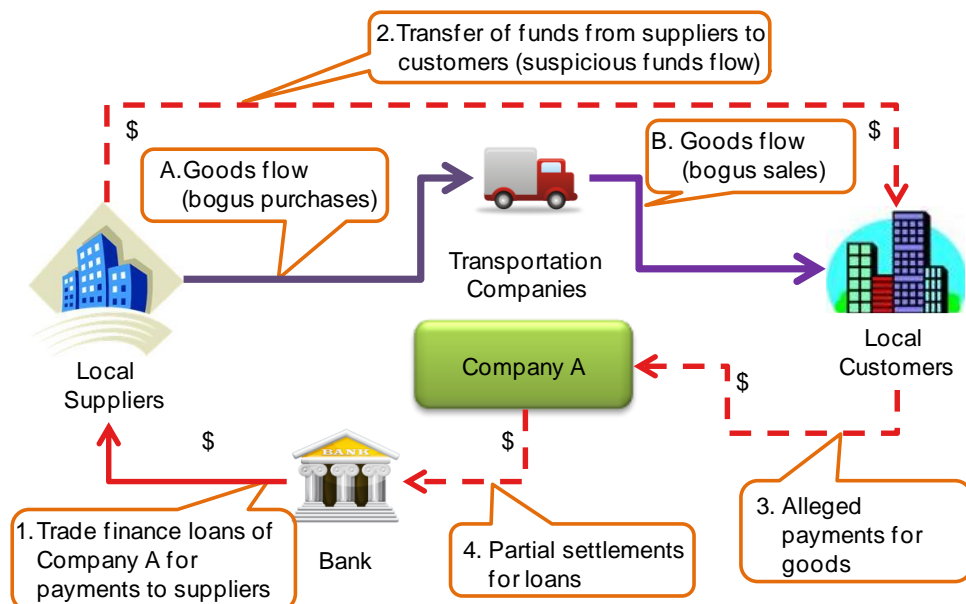 2.Transfer of funds from suppliers to
customers (suspicious funds flow)
$
$
A.Goods flow
(bogus purchases)
B. Goods flow
(bogus sales)
Transportation
Companies
Local
Suppliers
Company A
Local
Customers
$
$
$
BANK
Bank
1.Trade finance loans of
Company A for
payments to suppliers
4. Partial settlements
for loans
3. Alleged
payments for
goods